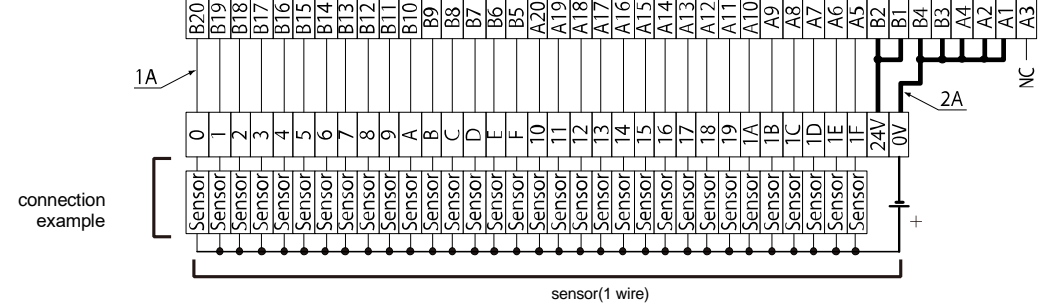 B20 B19 B18 B17 B16 B15 B14 B13 B12 B11 B10 B9 B8 B7 B6 B5 A20 A19 A18 A17 A16 A15 A14 A13 A12 A11 A10 A9 A8 A7 A6 A5 B2 B1 B4 B3 A4 A2 A1 A3
1A
NC
2A
0 1 2 3 4 5 6 7 8 9 A B C D E F 10 11 12 13 14 15 16 17 18 19 1A 1B 1C 1D 1E 1F 24V 0V
Sensor Sensor Sensor Sensor Sensor Sensor Sensor Sensor Sensor Sensor Sensor Sensor Sensor Sensor Sensor Sensor Sensor Sensor Sensor Sensor Sensor Sensor Sensor Sensor Sensor Sensor Sensor Sensor Sensor Sensor Sensor Sensor
connection
example
+
sensor(1 wire)